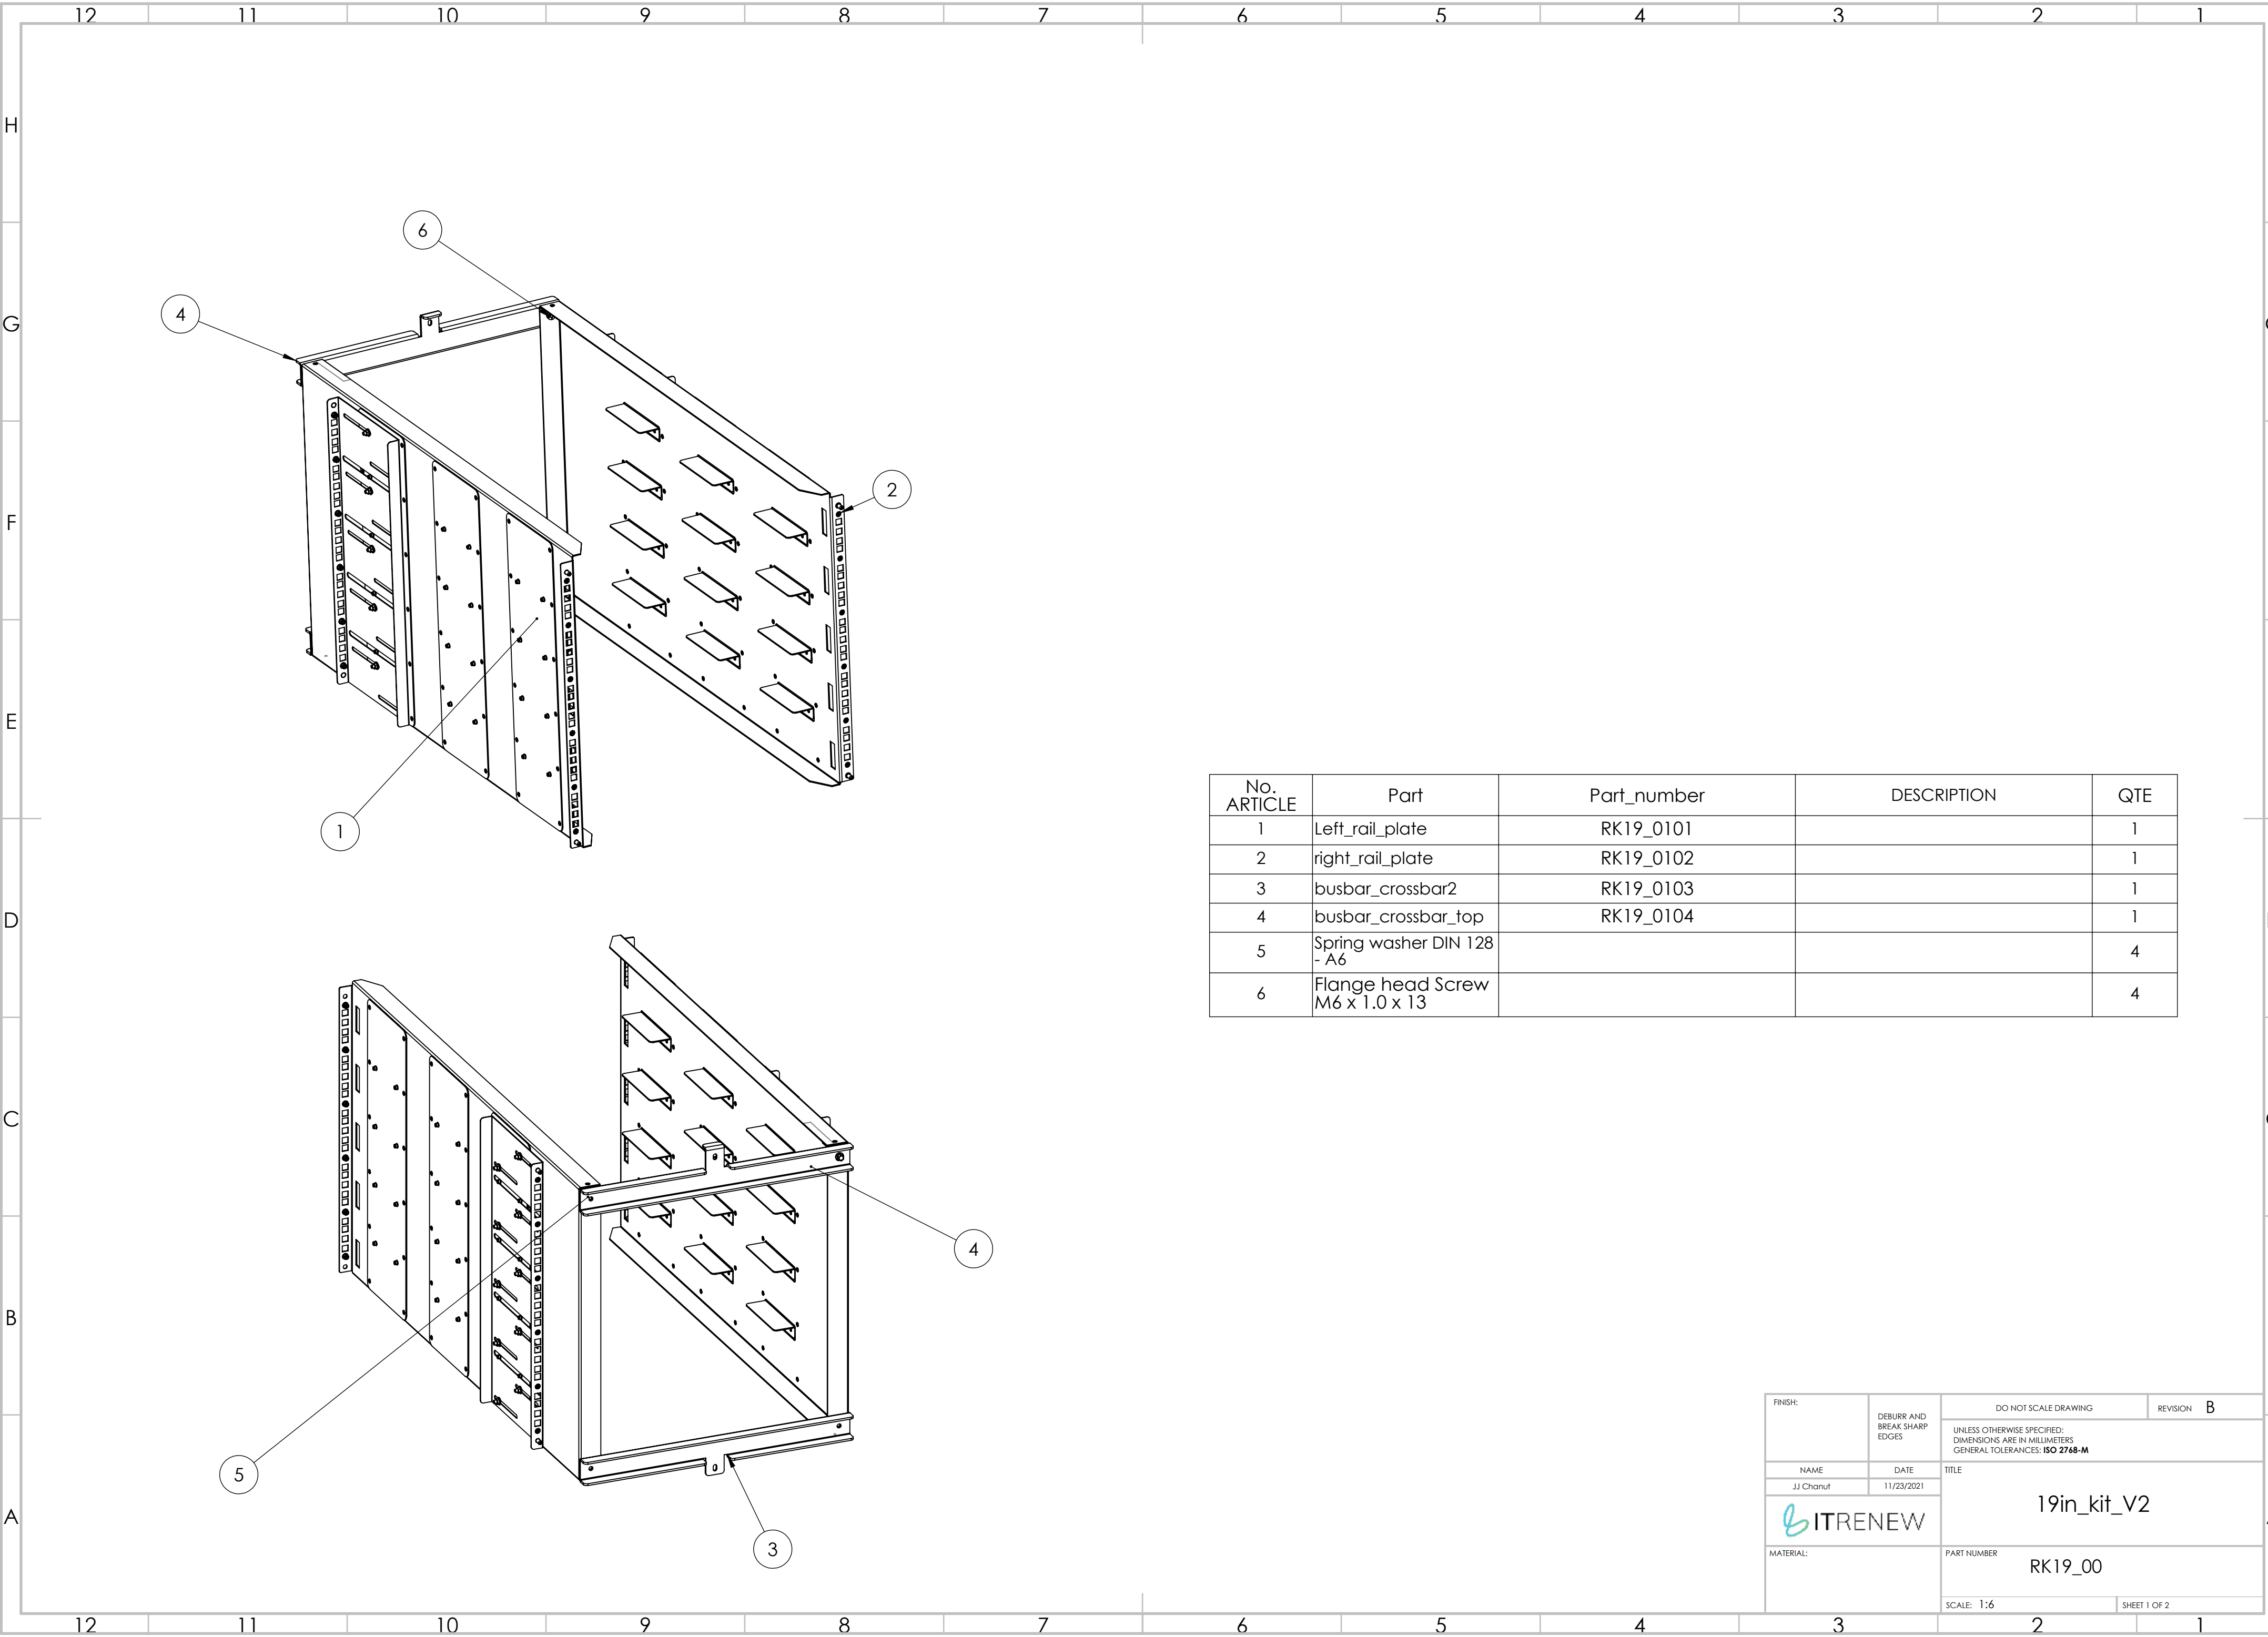 12 11 10 9 8 7 6 5 4 3 2 1
H
G
F
E
D
C
B
A
6
4
2
1
4
5
3
No. ARTICLE Part Part_number DESCRIPTION QTE
1 Left_rail_plate RK19_0101 1
2 right_rail_plate RK19_0102 1
3 busbar_crossbar2 RK19_0103 1
4 busbar_crossbar_top RK19_0104 1
5 Spring washer DIN 128 - A6 4
6 Flange head Screw M6 x 1.0 x 13 4
FINISH:
DEBURR AND
BREAK SHARP
EDGES
DO NOT SCALE DRAWING
REVISION B
UNLESS OTHERWISE SPECIFIED:
DIMENSIONS ARE IN MILLIMETERS
GENERAL TOLERANCES: ISO 2768-M
NAME DATE
JJ Chanut 11/23/2021
TITLE
19in_kit_V2
ITRENEW
MATERIAL:
PART NUMBER
RK19_00
SCALE: 1:6
SHEET 1 OF 2
12 11 10 9 8 7 6 5 4 3 2 1